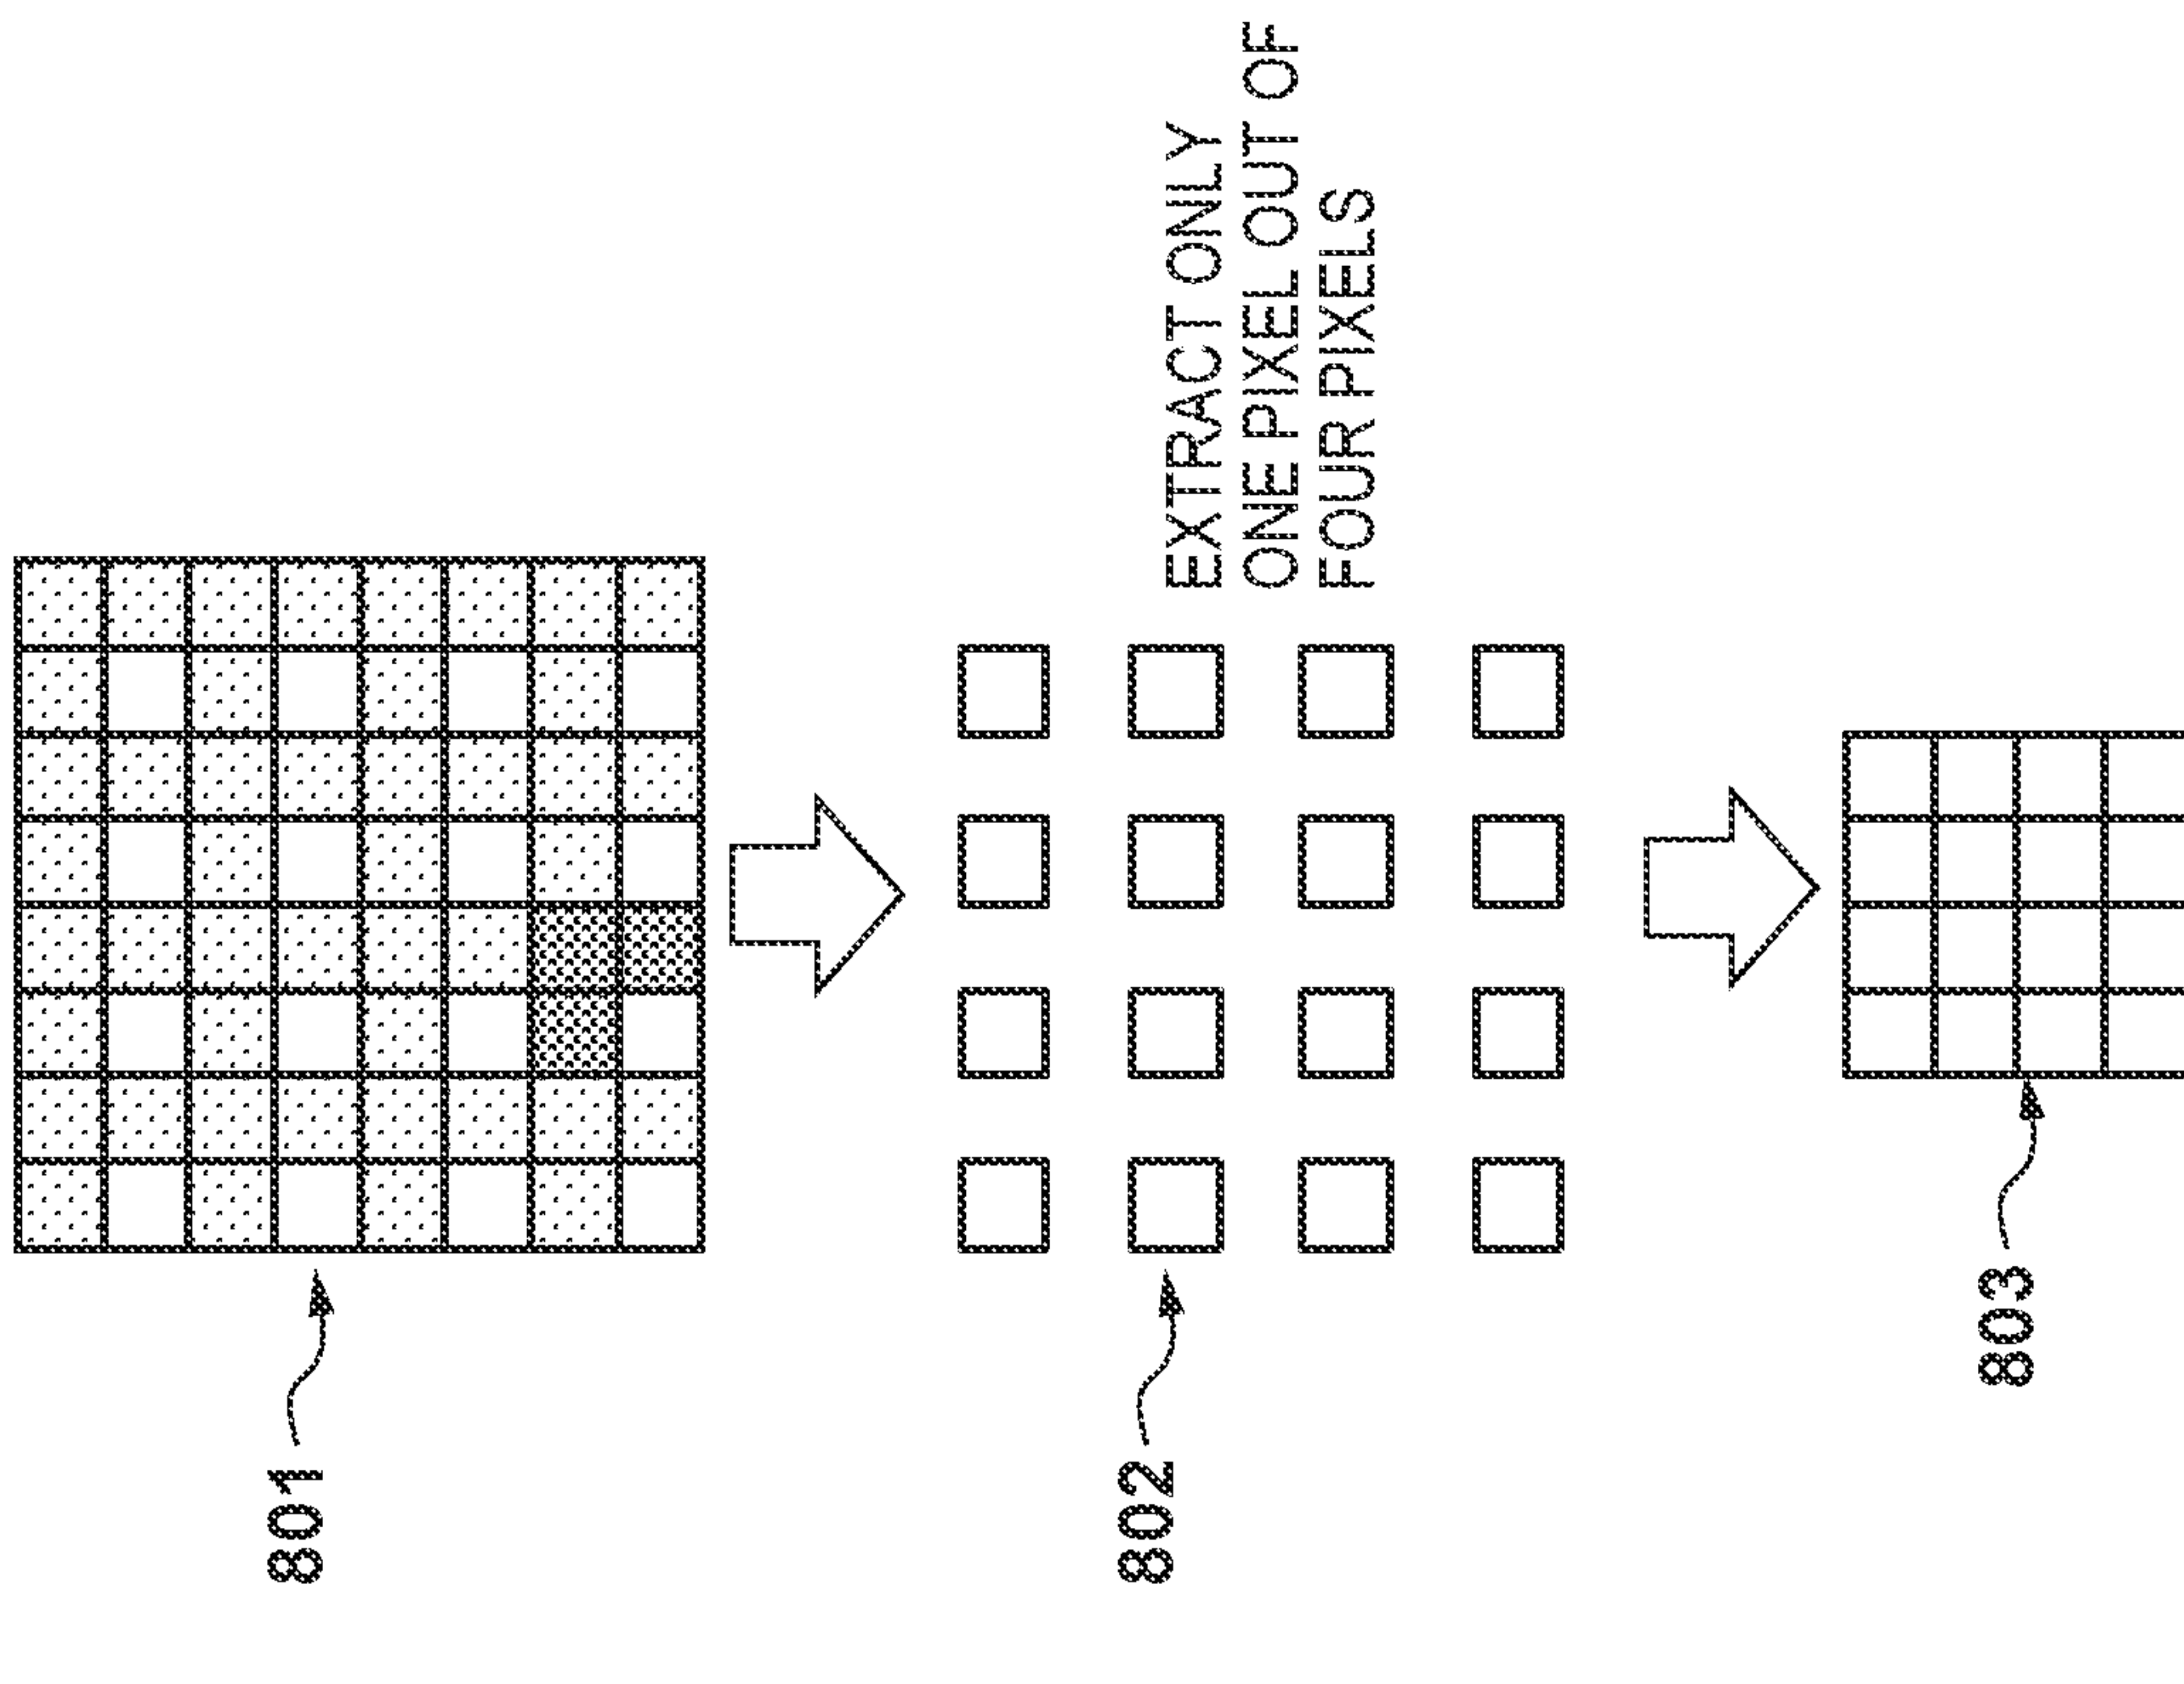 801
802
EXTRACT ONLY
ONE PIXEL OUT OF
FOUR PIXELS
803